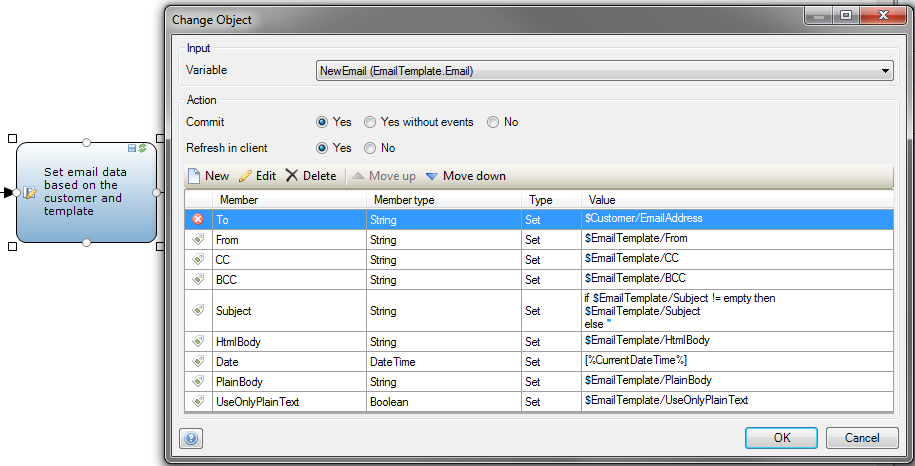 Change Object
Input
Variable NewEmail (EmailTemplate.Email)
Action
Commit Yes Yes without events No
Refresh in client Yes No
New Edit Delete Move up Move down
Member Member type Type Value
To String Set $Customer/EmailAddress
From String Set $EmailTemplate/From
CC String Set $EmailTemplate/CC
BCC String Set $EmailTemplate/BCC
Subject String Set if $EmailTemplate/Subject != empty then
$EmailTemplate/Subject
else ''
HtmlBody String Set $EmailTemplate/HtmlBody
Date DateTime Set [%CurrentDateTime%]
PlainBody String Set $EmailTemplate/PlainBody
UseOnlyPlainText Boolean Set $EmailTemplate/UseOnlyPlainText
OK Cancel
Set email data
based on the
customer and
template